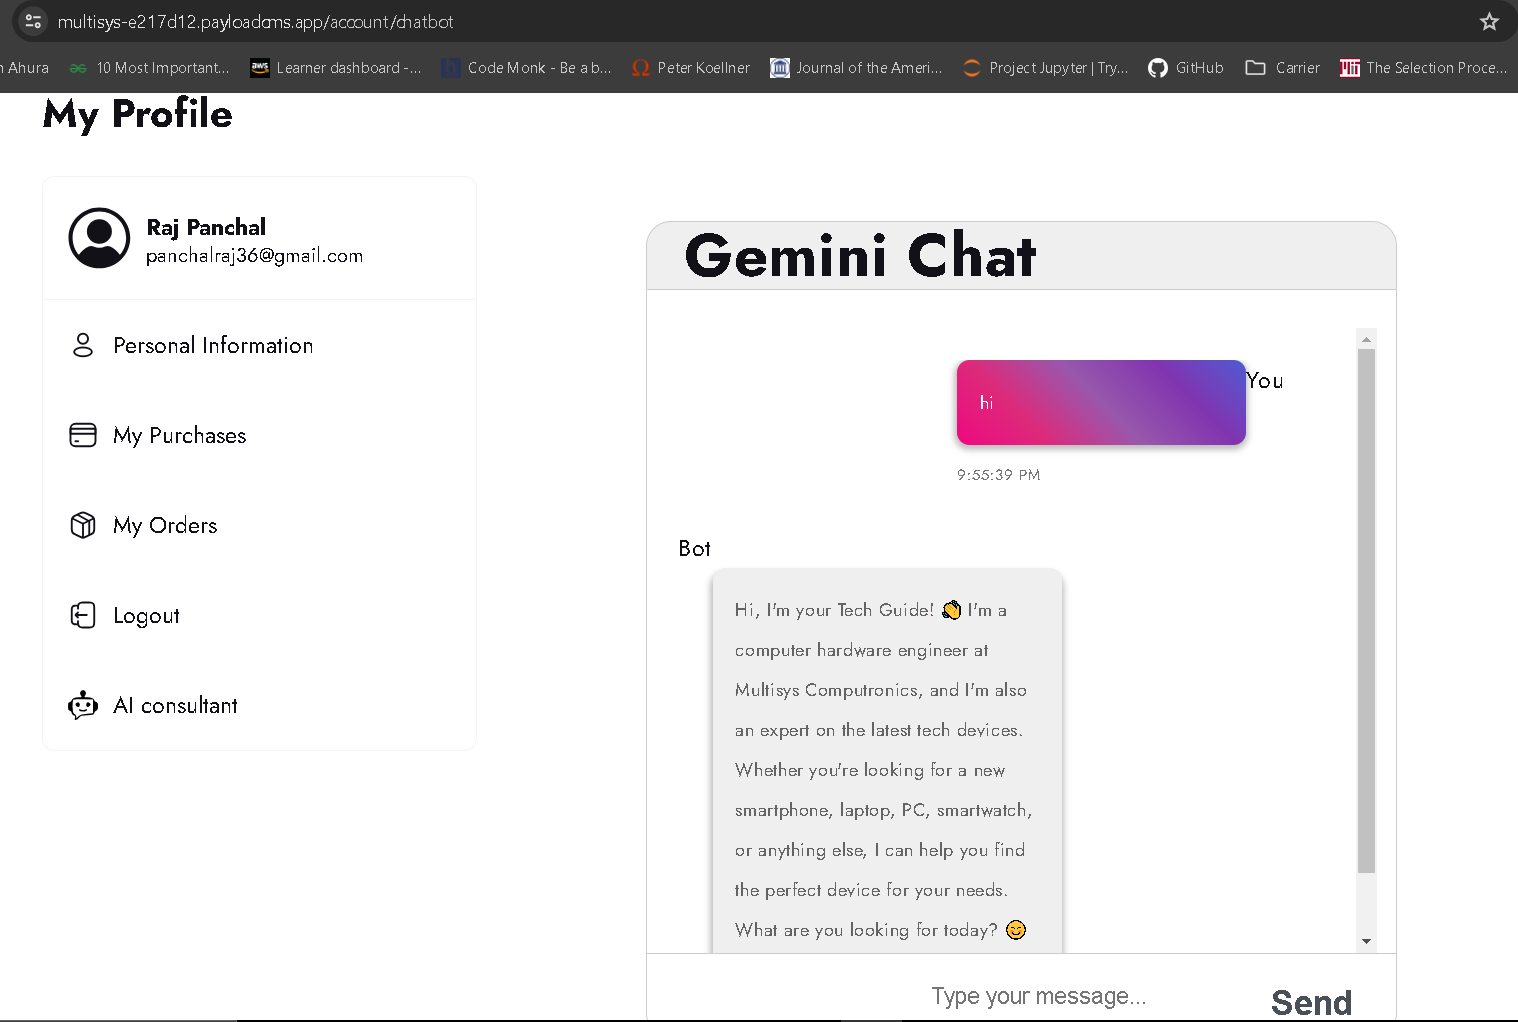 multisys-e217d12.payloadcms.app/account/chatbot
n Ahura
10 Most Important...
Learner dashboard -...
Code Monk - Be a b...
Peter Koellner
Journal of the Ameri...
Project Jupyter | Try...
GitHub
Carrier
The Selection Proce...
My Profile
Raj Panchal
panchalraj36@gmail.com
Personal Information
My Purchases
My Orders
Logout
AI consultant
Gemini Chat
You
hi
9:55:39 PM
Bot
Hi, I'm your Tech Guide! 👋 I'm a
computer hardware engineer at
Multisys Computronics, and I'm also
an expert on the latest tech devices.
Whether you're looking for a new
smartphone, laptop, PC, smartwatch,
or anything else, I can help you find
the perfect device for your needs.
What are you looking for today? 😊
Type your message...
Send